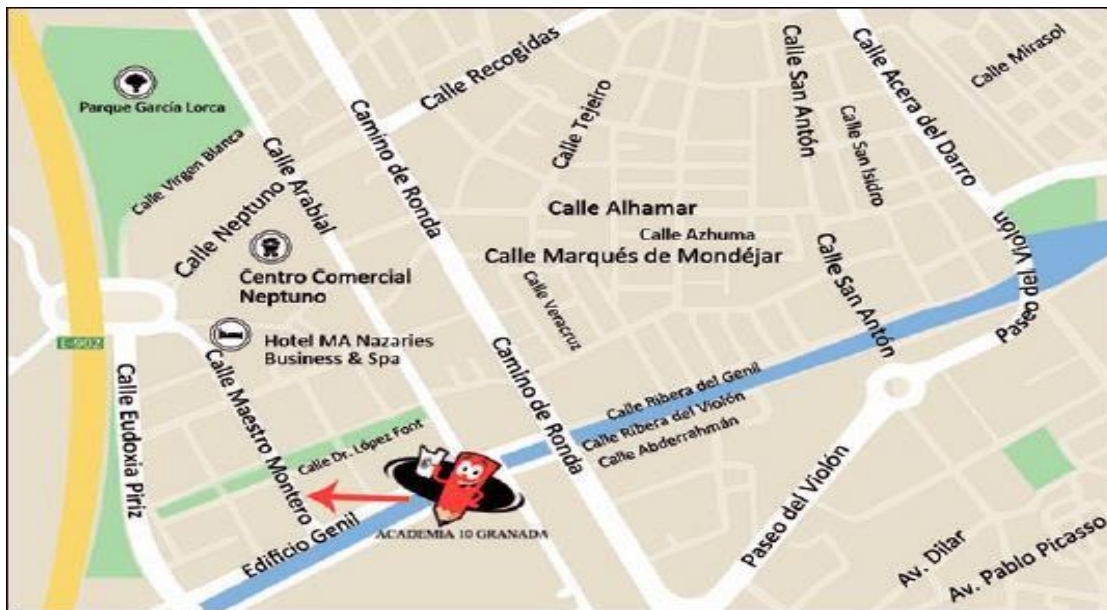 Parque García Lorca
Calle Virgen Blanca
Calle Neptuno
Calle Arabial
Centro Comercial
Neptuno
Hotel MA Nazaries
Business & Spa
E-902
Calle Eudoxia Piriz
Calle Maestro Montero
Calle Dr. López Font
Edificio Genil
ACADEMIA 10 GRANADA
Camino de Ronda
Calle Recogidas
Camino de Ronda
Calle Tejeiro
Calle Alhamar
Calle Azhuma
Calle Marqués de Mondéjar
Calle Veracruz
Calle San Antón
Calle San Isidro
Calle San Antón
Calle Acera del Darro
Calle Mirasol
Paseo del Violón
Calle Ribera del Genil
Calle Ribera del Violón
Calle Abderrahmán
Paseo del Violón
Av. Dilar
Av. Pablo Picasso